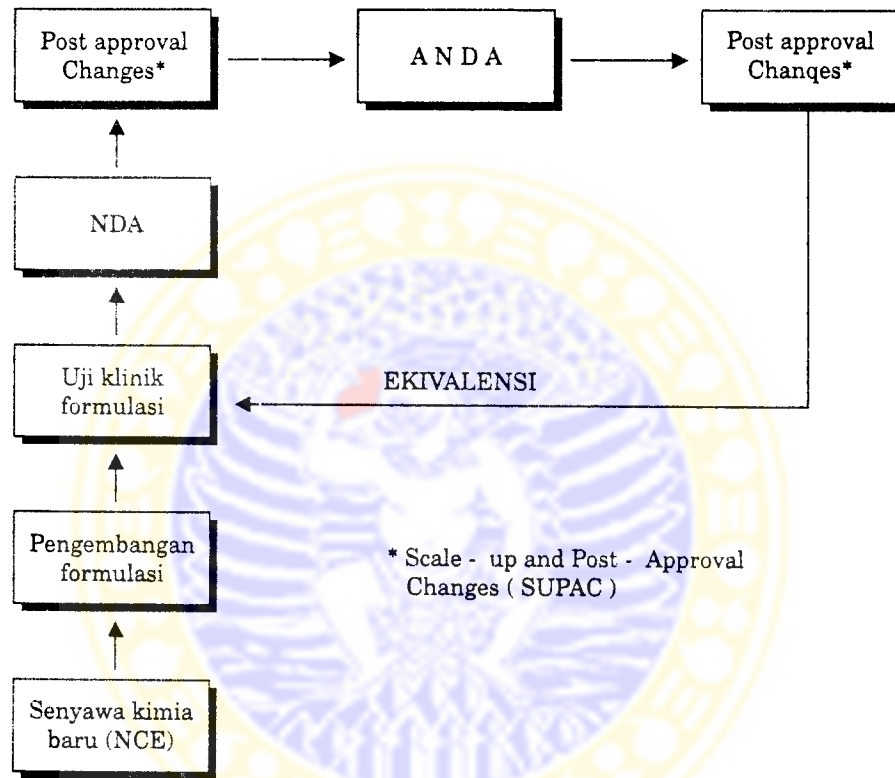 Post approval
Changes*
A N D A
Post approval
Chanqes*
NDA
Uji klinik
formulasi
EKIVALENSI
Pengembangan
formulasi
* Scale - up and Post - Approval
Changes ( SUPAC )
Senyawa kimia
baru (NCE)